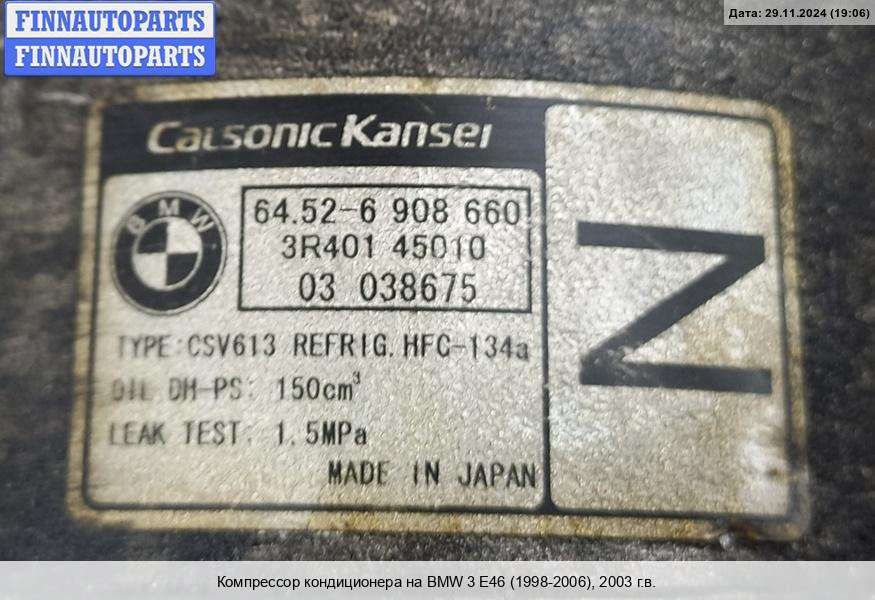 FINNAUTOPARTS
FINNAUTOPARTS
Дата: 29.11.2024 (19:06)
CALSONIC KANSEI
BMW
64.52-6 908 660
3R401 45010
03 038675
TYPE:CSV613 REFRIG.HFC-134a
OIL DH-PS: 150cm³
LEAK TEST: 1.5MPa
MADE IN JAPAN
Z
Компрессор кондиционера на BMW 3 E46 (1998-2006), 2003 г.в.